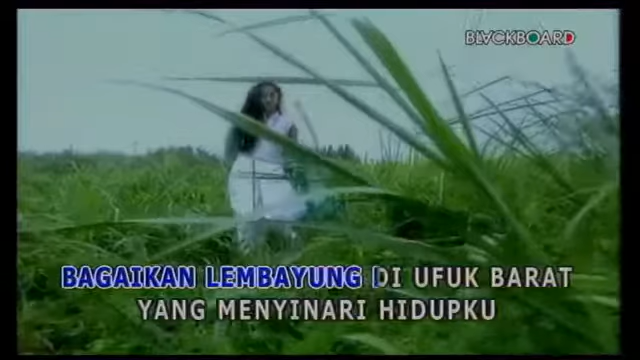 BLACKBOARD
BAGAIKAN LEMBAYUNG DI UFUK BARAT
YANG MENYINARI HIDUPKU